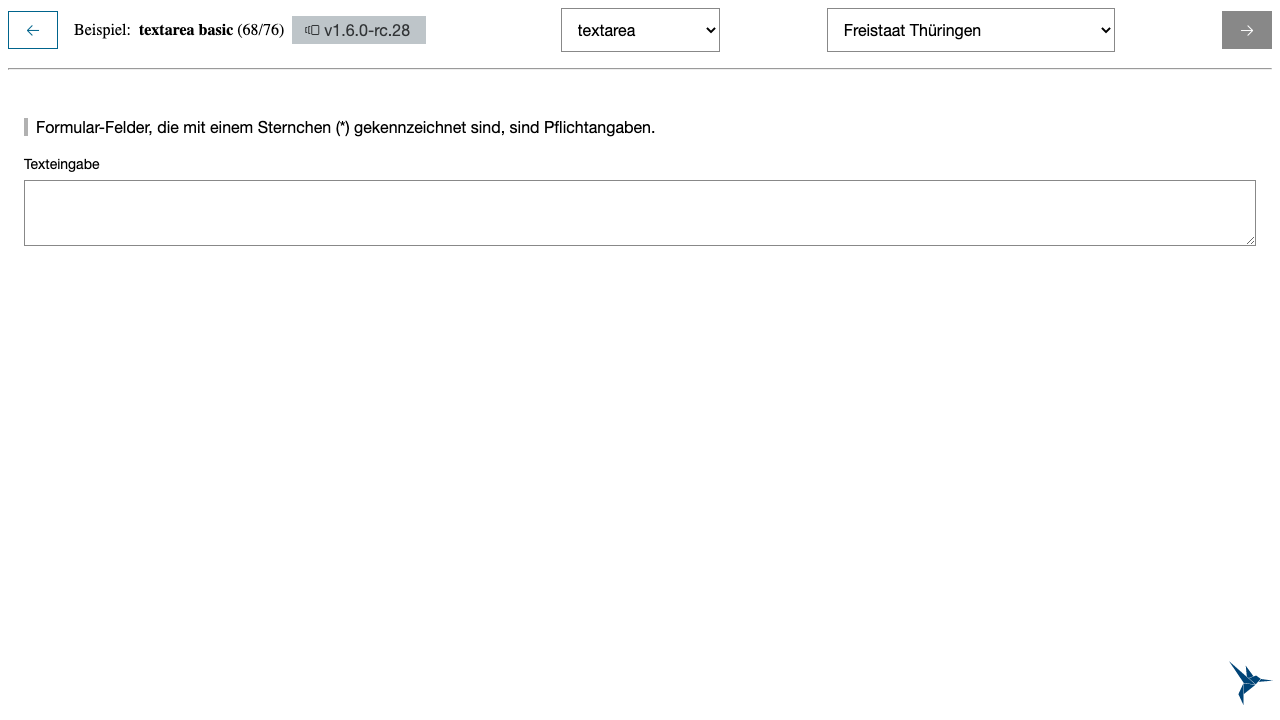 ← Beispiel: textarea basic (68/76) v1.6.0-rc.28 textarea Freistaat Thüringen →
Formular-Felder, die mit einem Sternchen (*) gekennzeichnet sind, sind Pflichtangaben.
Texteingabe